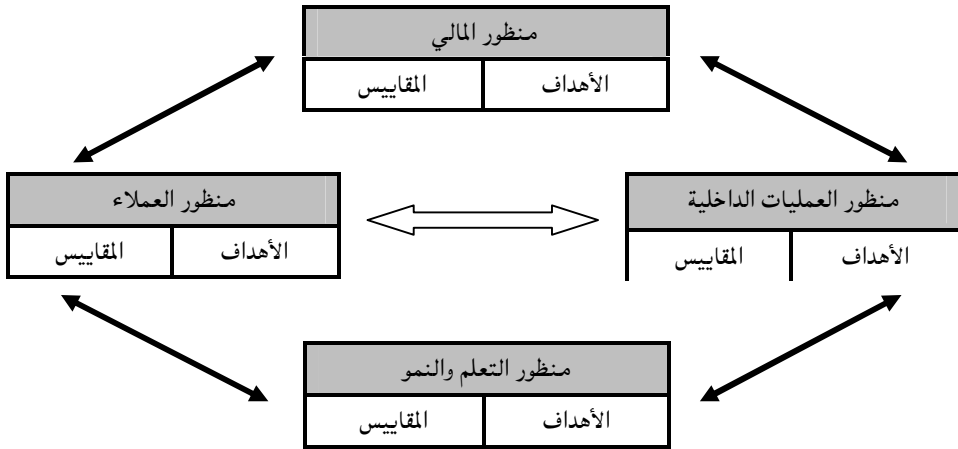 منظور المالي
الأهداف المقاييس
منظور العمليات الداخلية
الأهداف المقاييس
منظور العملاء
الأهداف المقاييس
منظور التعلم والنمو
الأهداف المقاييس